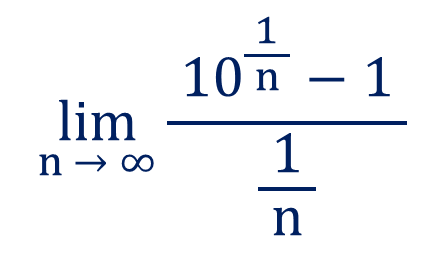 lim n → ∞ (10^(1/n) − 1) / (1/n)